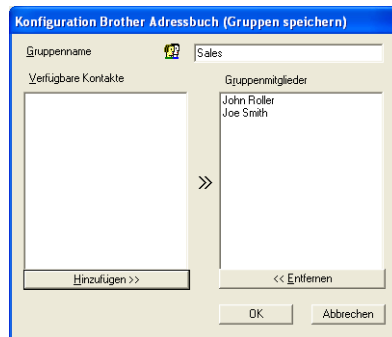 Konfiguration Brother Adressbuch (Gruppen speichern)
Gruppenname
Sales
Verfügbare Kontakte
Gruppenmitglieder
John Roller
Joe Smith
Hinzufügen >>
<< Entfernen
OK
Abbrechen